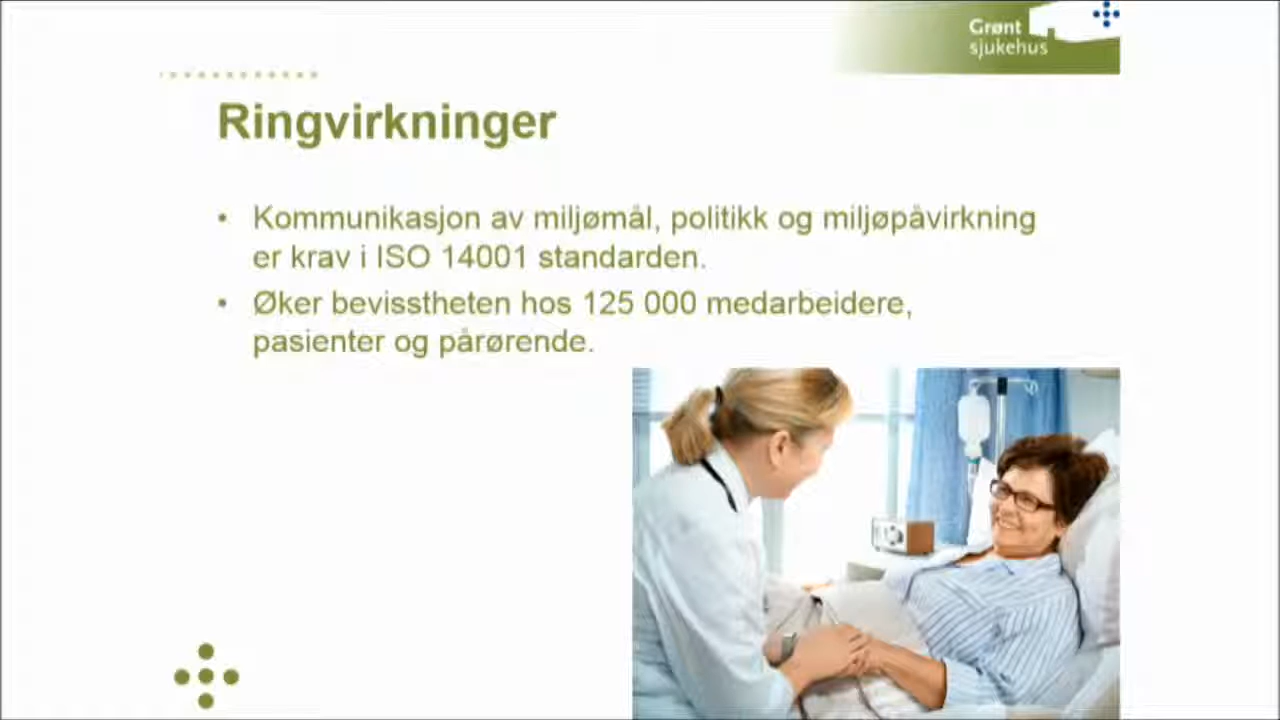 Grønt
sjukehus
Ringvirkninger
• Kommunikasjon av miljømål, politikk og miljøpåvirkning
er krav i ISO 14001 standarden.
• Øker bevisstheten hos 125 000 medarbeidere,
pasienter og pårørende.